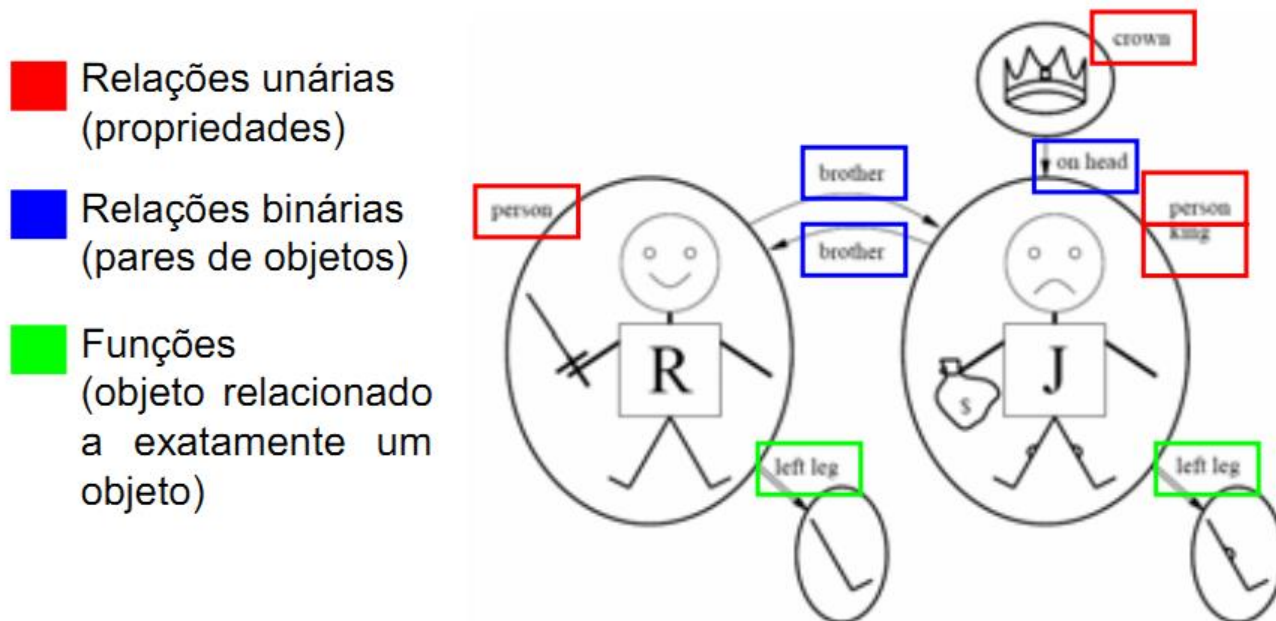 Relações unárias
(propriedades)
Relações binárias
(pares de objetos)
Funções
(objeto relacionado
a exatamente um
objeto)
crown
on head
brother
person
person
king
brother
R
J
$
left leg
left leg